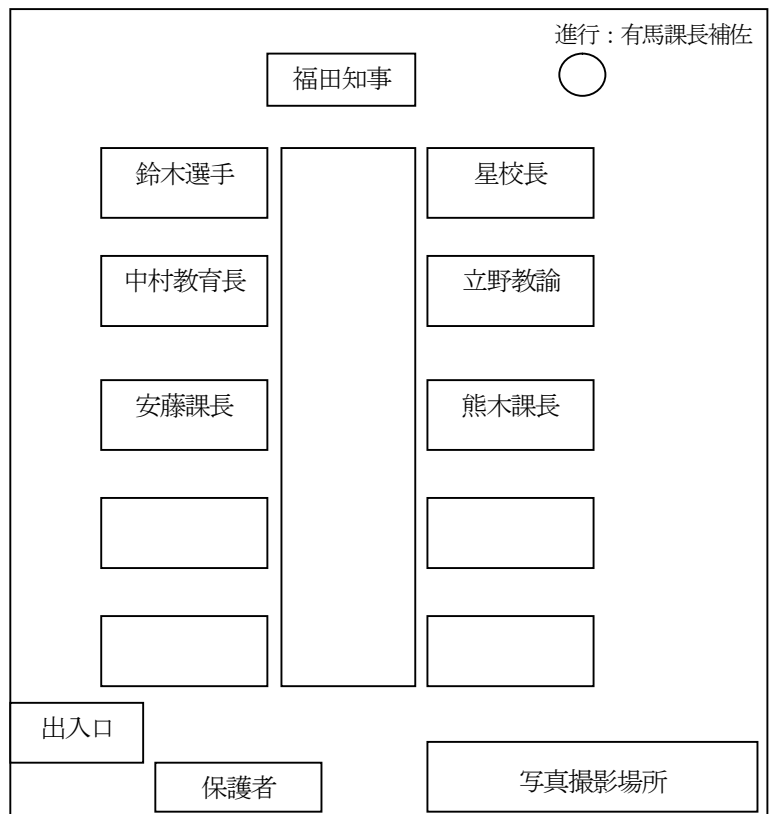 進行：有馬課長補佐
福田知事
鈴木選手
星校長
中村教育長
立野教諭
安藤課長
熊木課長
出入口
保護者
写真撮影場所